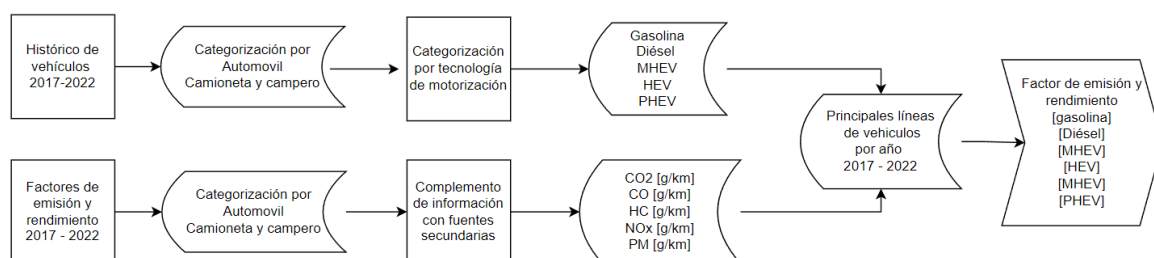 Histórico de
vehículos
2017-2022
Categorización por
Automovil
Camioneta y campero
Categorización
por tecnología
de motorización
Gasolina
Diésel
MHEV
HEV
PHEV
Factores de
emisión y
rendimiento
2017 - 2022
Categorización por
Automovil
Camioneta y campero
Complemento
de información
con fuentes
secundarias
CO2 [g/km]
CO [g/km]
HC [g/km]
NOx [g/km]
PM [g/km]
Principales líneas
de vehiculos
por año
2017 - 2022
Factor de emisión y
rendimiento
[gasolina]
[Diésel]
[MHEV]
[HEV]
[MHEV]
[PHEV]